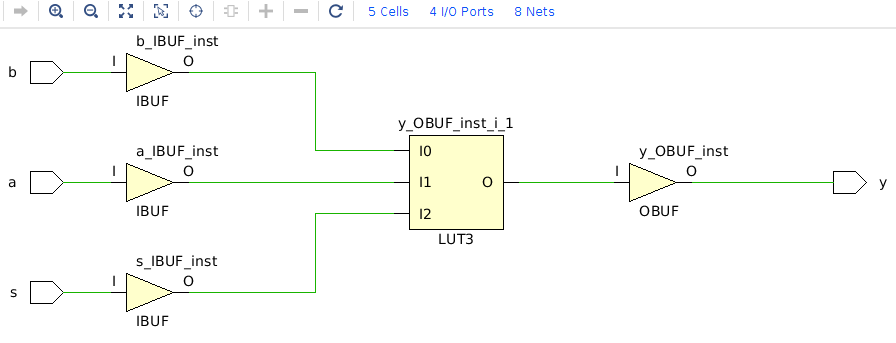 5 Cells 4 I/O Ports 8 Nets
b_IBUF_inst
b I O
IBUF
y_OBUF_inst_i_1
a_IBUF_inst I0 y_OBUF_inst
a I O I1 O I O y
IBUF I2 OBUF
LUT3
s_IBUF_inst
s I O
IBUF